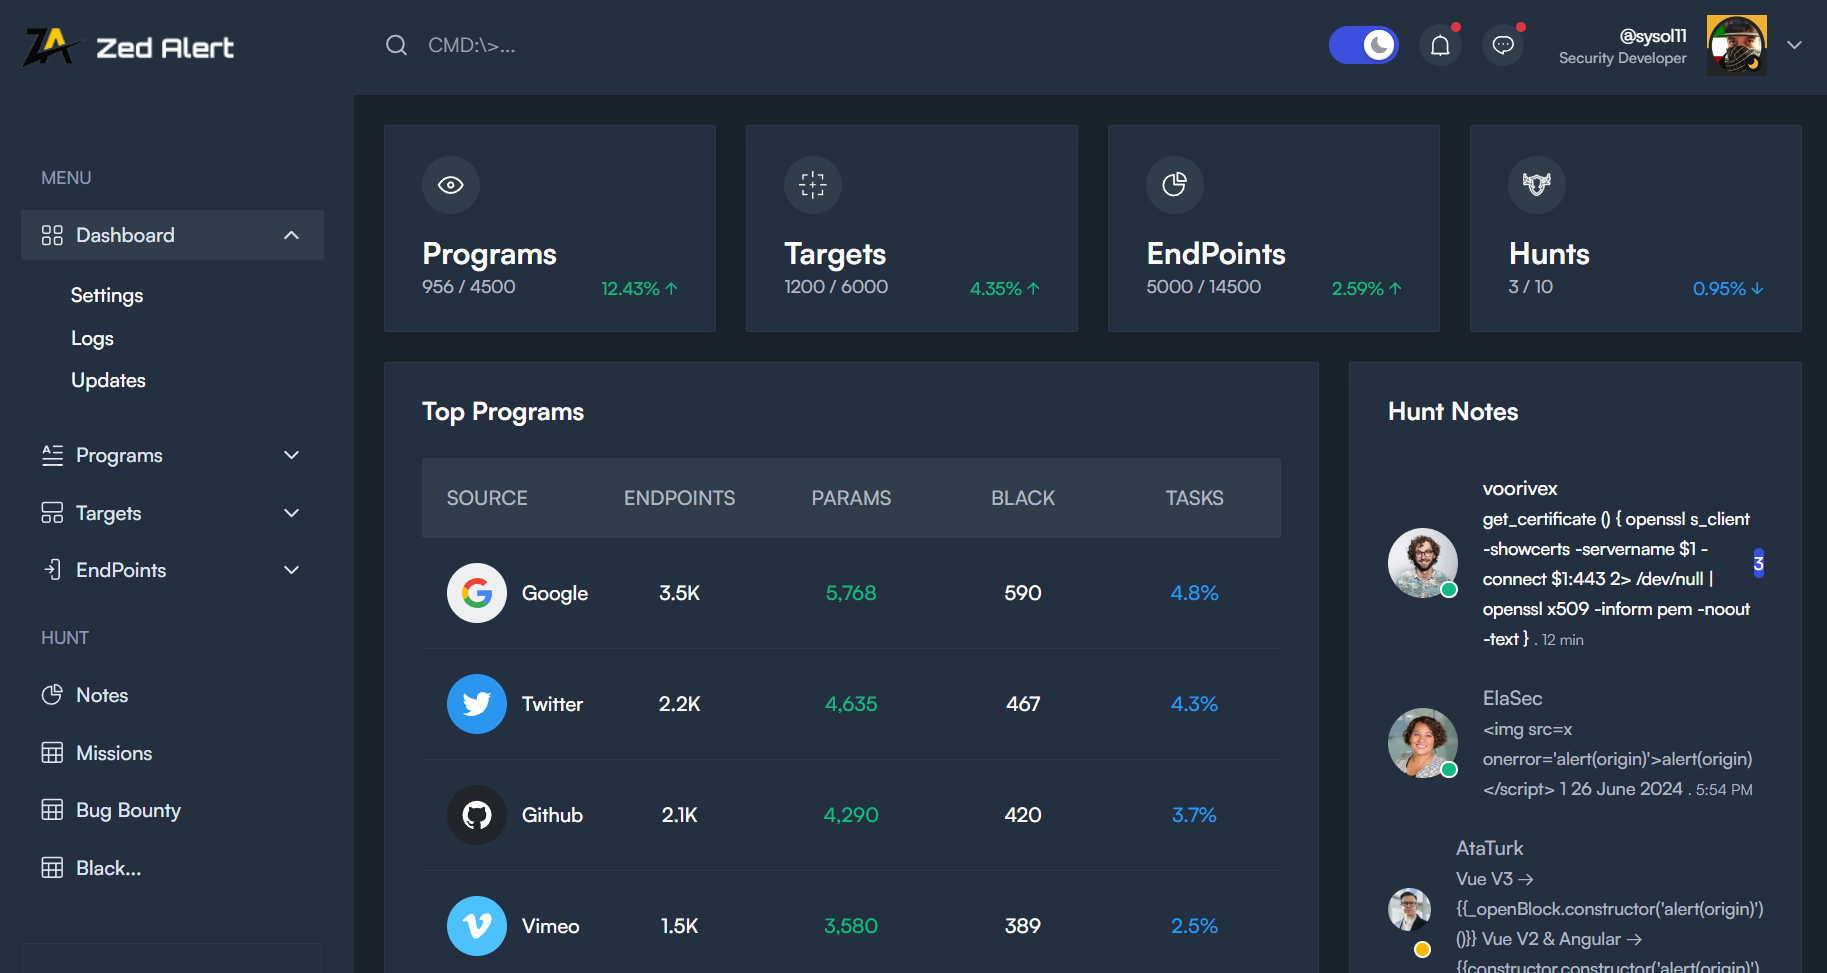 ZA Zed Alert
CMD:\>...
@sysol11
Security Developer
MENU
Dashboard
Settings
Logs
Updates
Programs
Targets
EndPoints
HUNT
Notes
Missions
Bug Bounty
Black...
Programs
956 / 4500
12.43% ↑
Targets
1200 / 6000
4.35% ↑
EndPoints
5000 / 14500
2.59% ↑
Hunts
3 / 10
0.95% ↓
Top Programs
SOURCE ENDPOINTS PARAMS BLACK TASKS
Google 3.5K 5,768 590 4.8%
Twitter 2.2K 4,635 467 4.3%
Github 2.1K 4,290 420 3.7%
Vimeo 1.5K 3,580 389 2.5%
Hunt Notes
voorivex
get_certificate () { openssl s_client
-showcerts -servername $1 -
connect $1:443 2> /dev/null |
openssl x509 -inform pem -noout
-text } . 12 min
3
ElaSec
<img src=x
onerror='alert(origin)'>alert(origin)
</script> 1 26 June 2024 . 5:54 PM
AtaTurk
Vue V3 →
{{_openBlock.constructor('alert(origin)')
()}} Vue V2 & Angular →
{{constructor.constructor('alert(origin)')